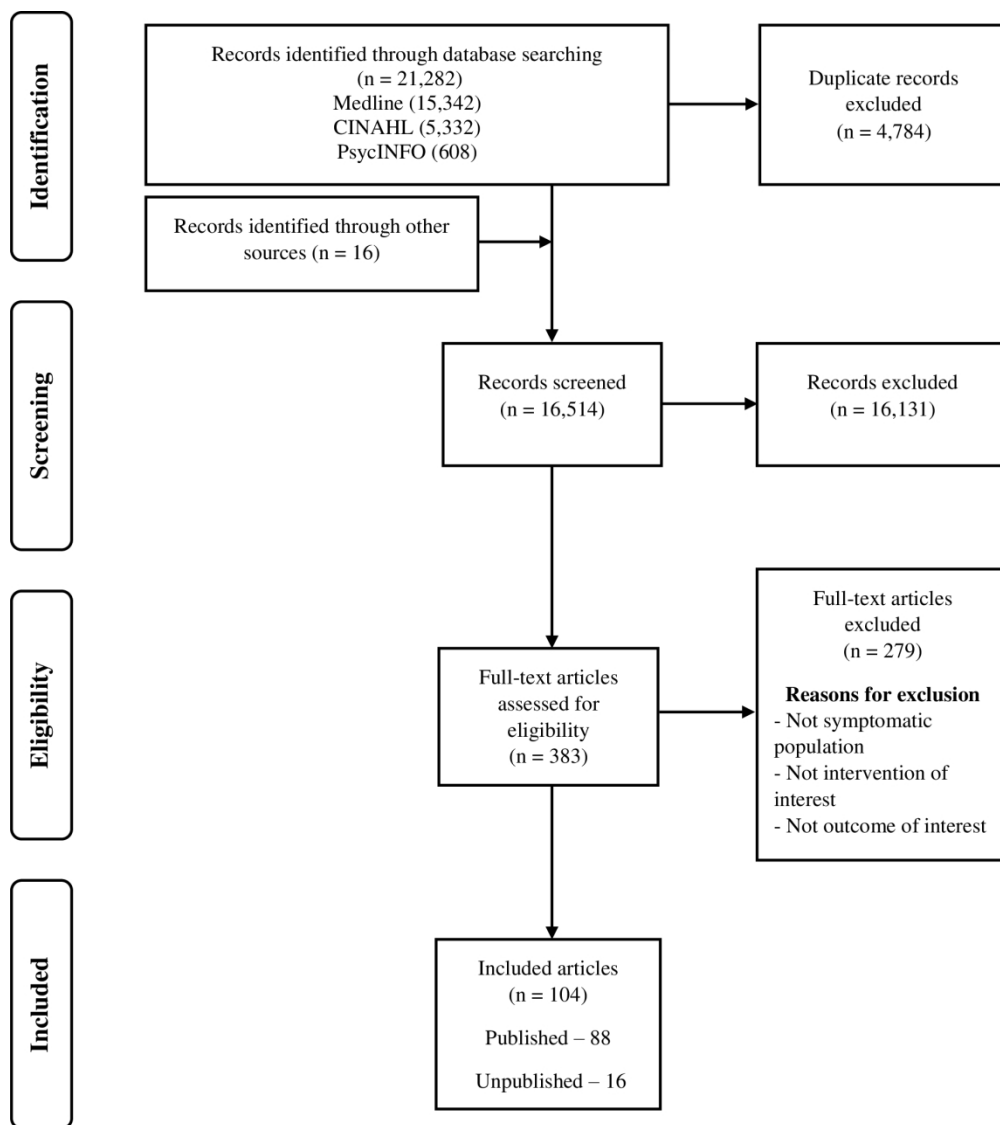 Identification
Records identified through database searching
(n = 21,282)
Medline (15,342)
CINAHL (5,332)
PsycINFO (608)
Duplicate records
excluded
(n = 4,784)
Records identified through other
sources (n = 16)
Screening
Records screened
(n = 16,514)
Records excluded
(n = 16,131)
Eligibility
Full-text articles
assessed for
eligibility
(n = 383)
Full-text articles
excluded
(n = 279)
Reasons for exclusion
- Not symptomatic
population
- Not intervention of
interest
- Not outcome of interest
Included
Included articles
(n = 104)
Published – 88
Unpublished – 16